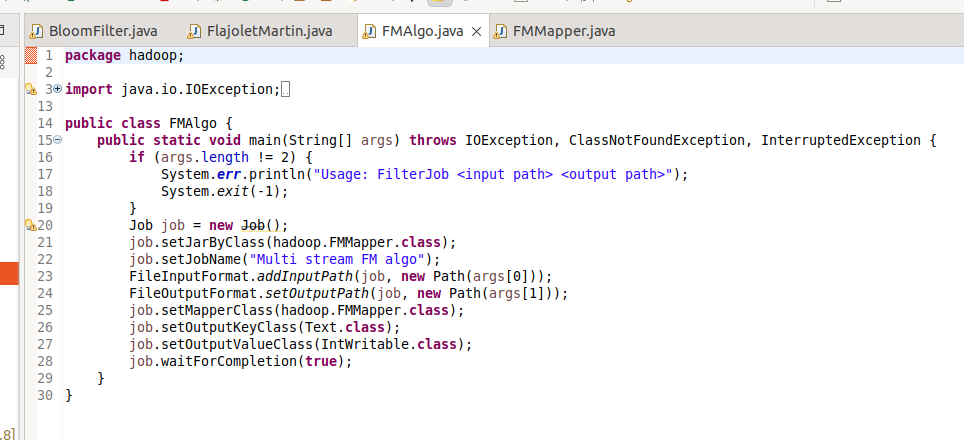 BloomFilter.java FlajoletMartin.java FMAlgo.java FMMapper.java
1 package hadoop;
2
3 import java.io.IOException;
13
14 public class FMAlgo {
15 public static void main(String[] args) throws IOException, ClassNotFoundException, InterruptedException {
16 if (args.length != 2) {
17 System.err.println("Usage: FilterJob <input path> <output path>");
18 System.exit(-1);
19 }
20 Job job = new Job();
21 job.setJarByClass(hadoop.FMMapper.class);
22 job.setJobName("Multi stream FM algo");
23 FileInputFormat.addInputPath(job, new Path(args[0]));
24 FileOutputFormat.setOutputPath(job, new Path(args[1]));
25 job.setMapperClass(hadoop.FMMapper.class);
26 job.setOutputKeyClass(Text.class);
27 job.setOutputValueClass(IntWritable.class);
28 job.waitForCompletion(true);
29 }
30 }
.8]